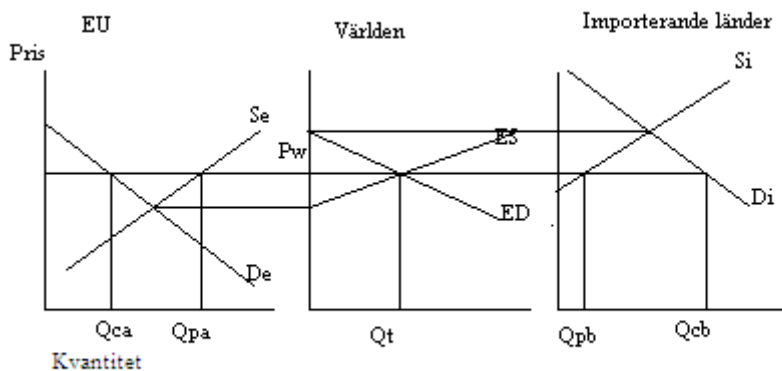 EU
Världen
Importerande länder
Pris
Se
Si
Pw
ES
ED
Di
De
Qca
Qpa
Qt
Qpb
Qcb
Kvantitet